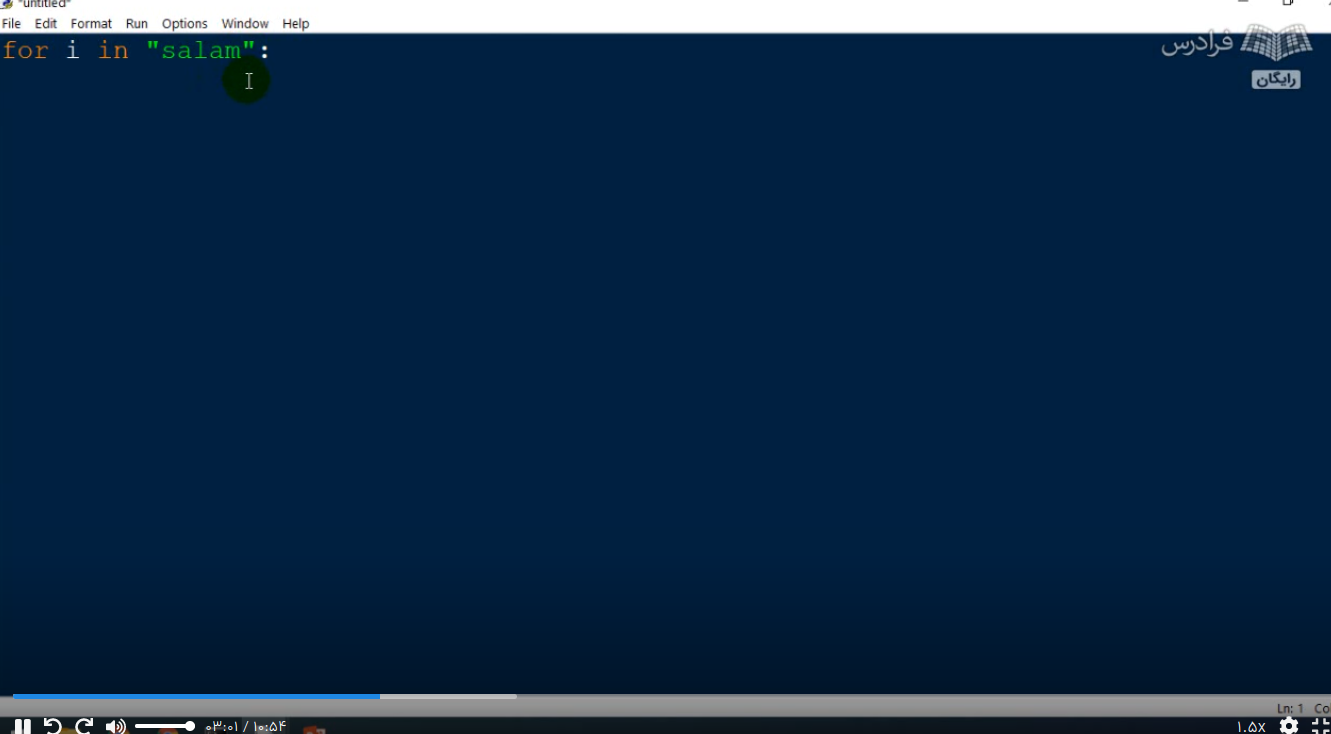 *untitled*
File Edit Format Run Options Window Help
for i in "salam":
فرادرس
رایگان
Ln: 1 Co
۰۳:۰۱ / ۱۰:۵۴
۱.۵x